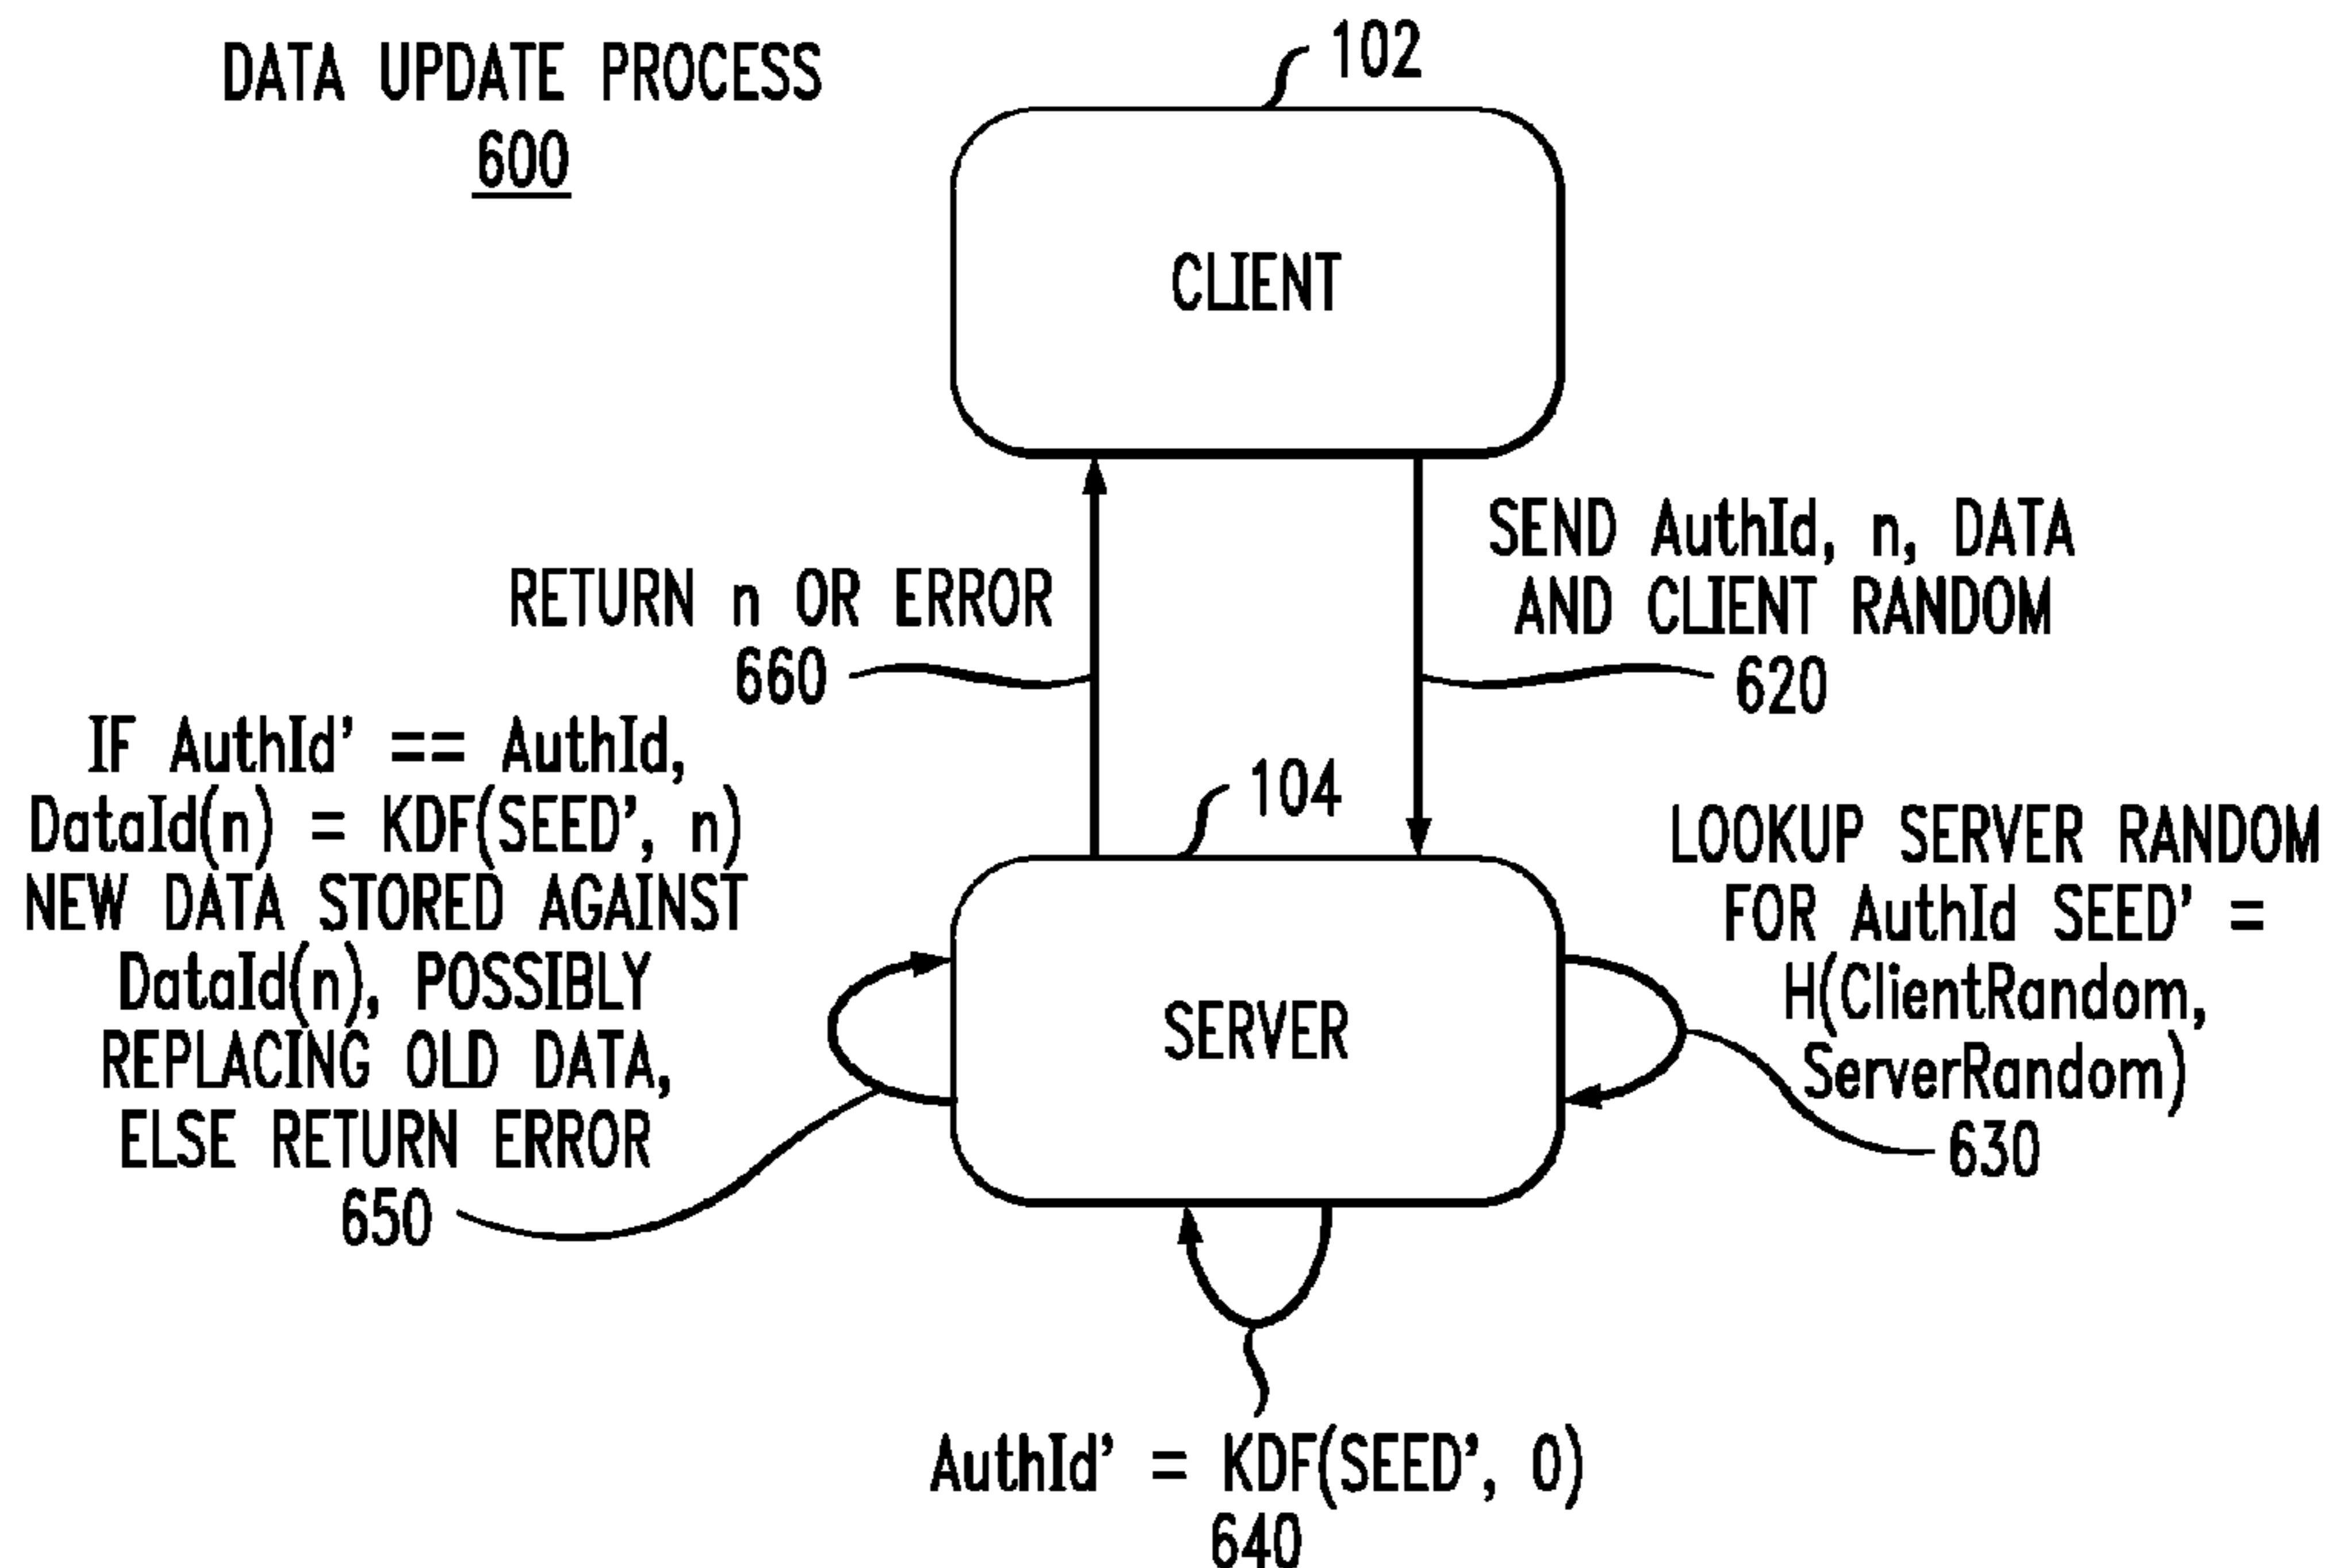 DATA UPDATE PROCESS
600
102
CLIENT
SEND AuthId, n, DATA
AND CLIENT RANDOM
620
RETURN n OR ERROR
660
104
SERVER
LOOKUP SERVER RANDOM
FOR AuthId SEED' =
H(ClientRandom,
ServerRandom)
630
AuthId' = KDF(SEED', 0)
640
IF AuthId' == AuthId,
DataId(n) = KDF(SEED', n)
NEW DATA STORED AGAINST
DataId(n), POSSIBLY
REPLACING OLD DATA,
ELSE RETURN ERROR
650